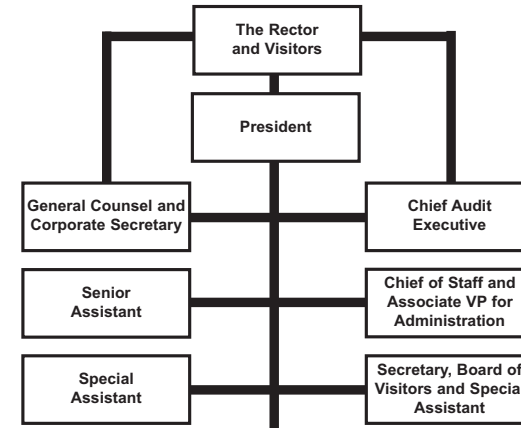 The Rector
and Visitors
President
General Counsel and
Corporate Secretary
Chief Audit
Executive
Senior
Assistant
Chief of Staff and
Associate VP for
Administration
Special
Assistant
Secretary, Board of
Visitors and Special
Assistant